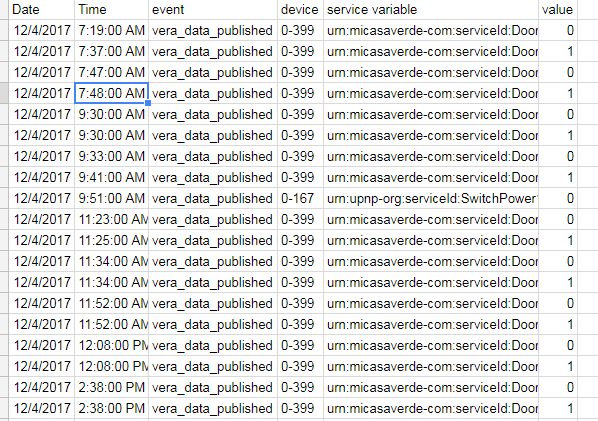 Date Time event device service variable value
12/4/2017 7:19:00 AM vera_data_published 0-399 urn:micasaverde-com:serviceId:Door 0
12/4/2017 7:37:00 AM vera_data_published 0-399 urn:micasaverde-com:serviceId:Door 1
12/4/2017 7:47:00 AM vera_data_published 0-399 urn:micasaverde-com:serviceId:Door 0
12/4/2017 7:48:00 AM vera_data_published 0-399 urn:micasaverde-com:serviceId:Door 1
12/4/2017 9:30:00 AM vera_data_published 0-399 urn:micasaverde-com:serviceId:Door 0
12/4/2017 9:30:00 AM vera_data_published 0-399 urn:micasaverde-com:serviceId:Door 1
12/4/2017 9:33:00 AM vera_data_published 0-399 urn:micasaverde-com:serviceId:Door 0
12/4/2017 9:41:00 AM vera_data_published 0-399 urn:micasaverde-com:serviceId:Door 1
12/4/2017 9:51:00 AM vera_data_published 0-167 urn:upnp-org:serviceId:SwitchPower 0
12/4/2017 11:23:00 AM vera_data_published 0-399 urn:micasaverde-com:serviceId:Door 0
12/4/2017 11:25:00 AM vera_data_published 0-399 urn:micasaverde-com:serviceId:Door 1
12/4/2017 11:34:00 AM vera_data_published 0-399 urn:micasaverde-com:serviceId:Door 0
12/4/2017 11:34:00 AM vera_data_published 0-399 urn:micasaverde-com:serviceId:Door 1
12/4/2017 11:52:00 AM vera_data_published 0-399 urn:micasaverde-com:serviceId:Door 0
12/4/2017 11:52:00 AM vera_data_published 0-399 urn:micasaverde-com:serviceId:Door 1
12/4/2017 12:08:00 PM vera_data_published 0-399 urn:micasaverde-com:serviceId:Door 0
12/4/2017 12:08:00 PM vera_data_published 0-399 urn:micasaverde-com:serviceId:Door 1
12/4/2017 2:38:00 PM vera_data_published 0-399 urn:micasaverde-com:serviceId:Door 0
12/4/2017 2:38:00 PM vera_data_published 0-399 urn:micasaverde-com:serviceId:Door 1